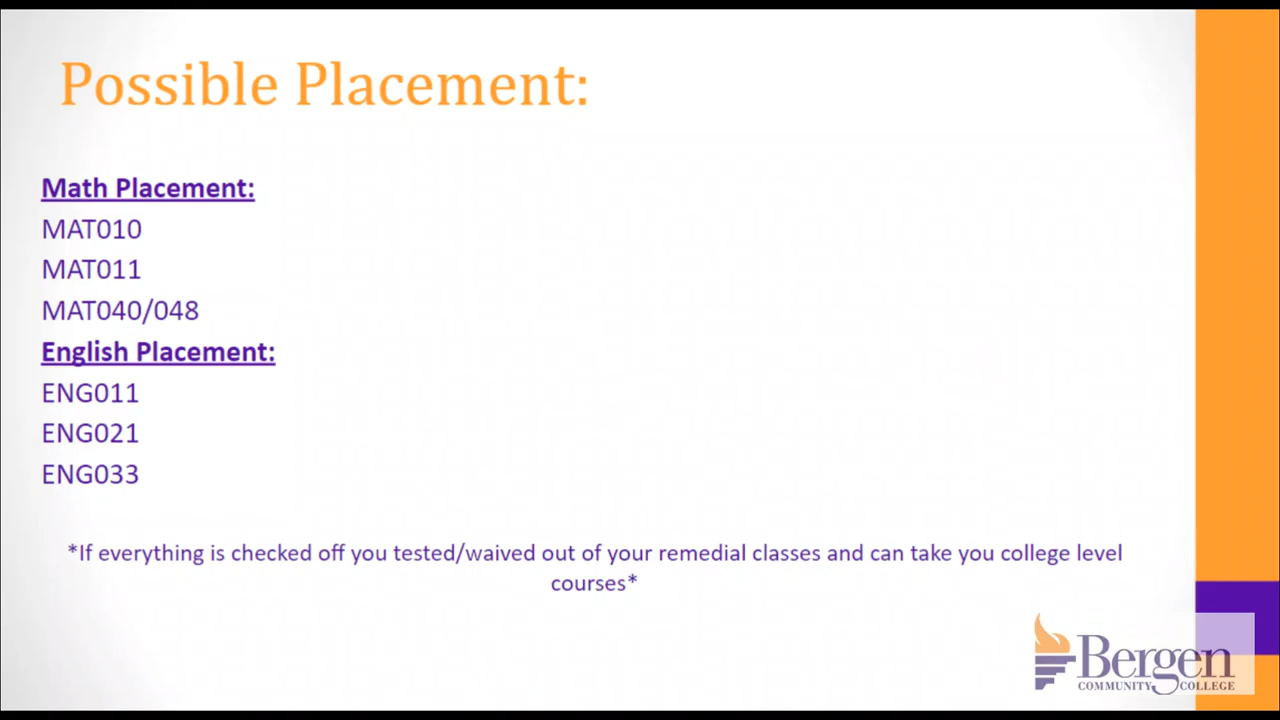 Possible Placement:
Math Placement:
MAT010
MAT011
MAT040/048
English Placement:
ENG011
ENG021
ENG033
*If everything is checked off you tested/waived out of your remedial classes and can take you college level
courses*
Bergen
COMMUNITY COLLEGE